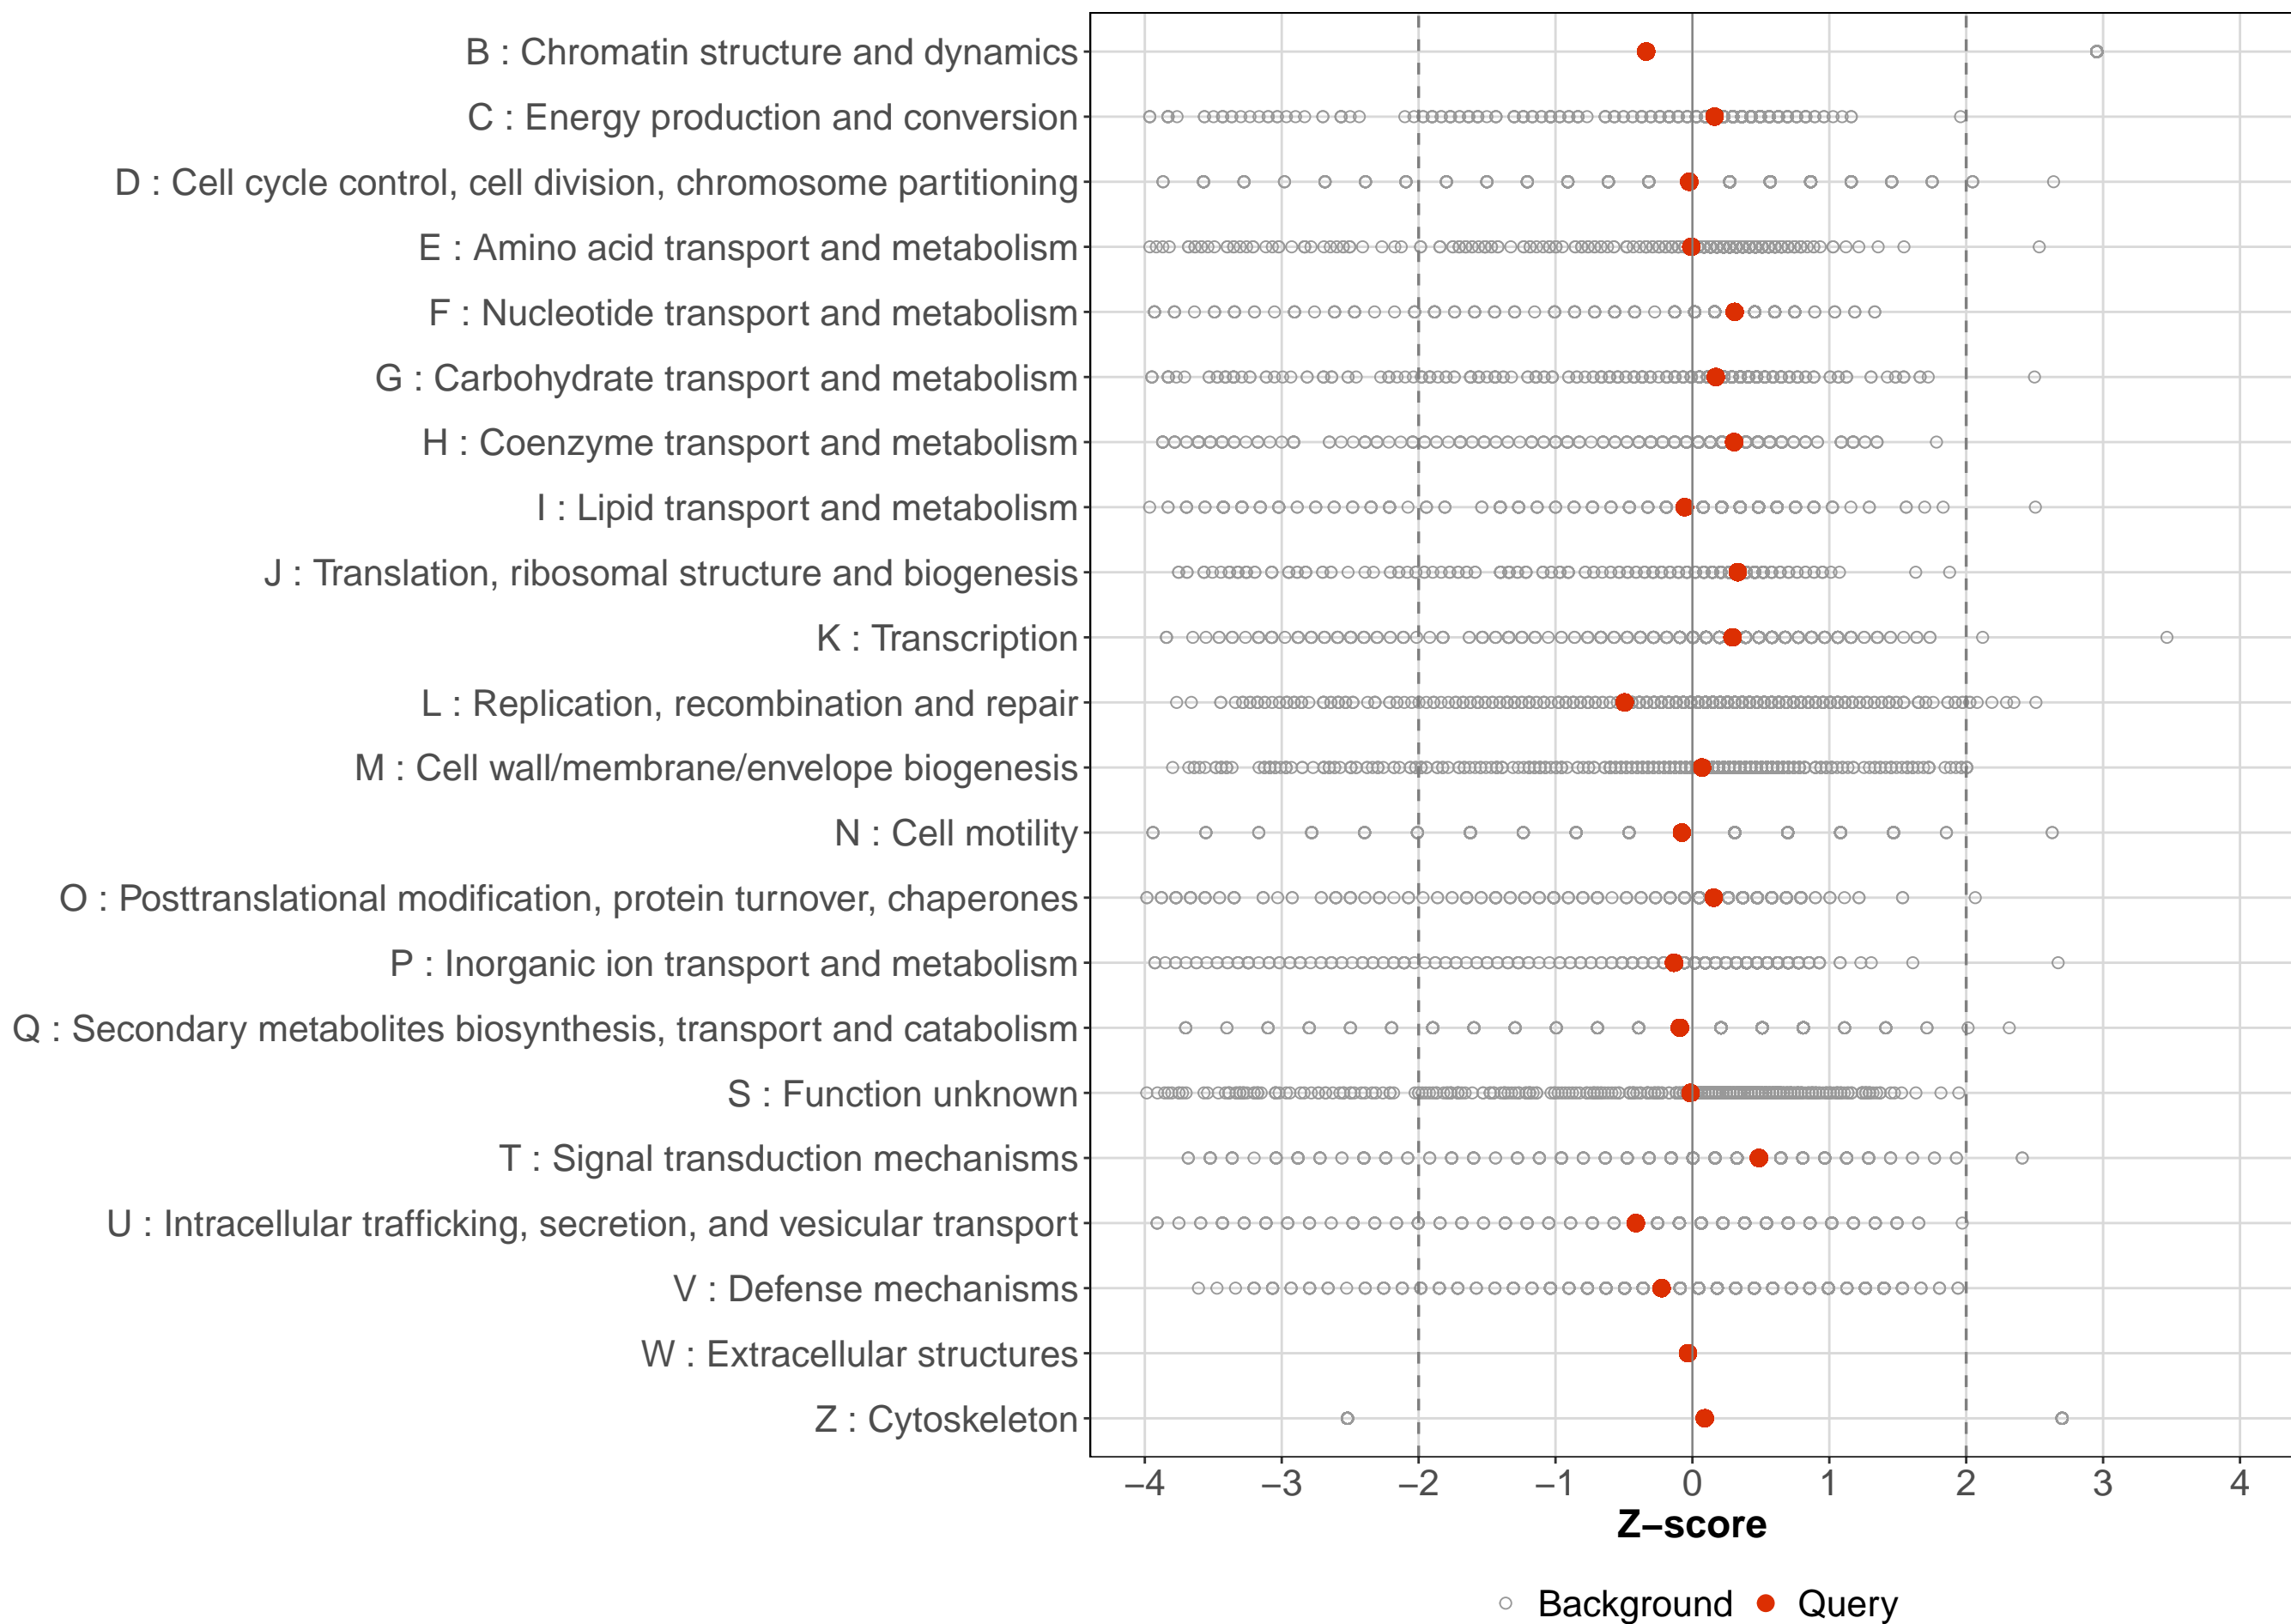 B : Chromatin structure and dynamics
C : Energy production and conversion
D : Cell cycle control, cell division, chromosome partitioning
E : Amino acid transport and metabolism
F : Nucleotide transport and metabolism
G : Carbohydrate transport and metabolism
H : Coenzyme transport and metabolism
I : Lipid transport and metabolism
J : Translation, ribosomal structure and biogenesis
K : Transcription
L : Replication, recombination and repair
M : Cell wall/membrane/envelope biogenesis
N : Cell motility
O : Posttranslational modification, protein turnover, chaperones
P : Inorganic ion transport and metabolism
Q : Secondary metabolites biosynthesis, transport and catabolism
S : Function unknown
T : Signal transduction mechanisms
U : Intracellular trafficking, secretion, and vesicular transport
V : Defense mechanisms
W : Extracellular structures
Z : Cytoskeleton
−4 −3 −2 −1 0 1 2 3 4
Z−score
Background Query